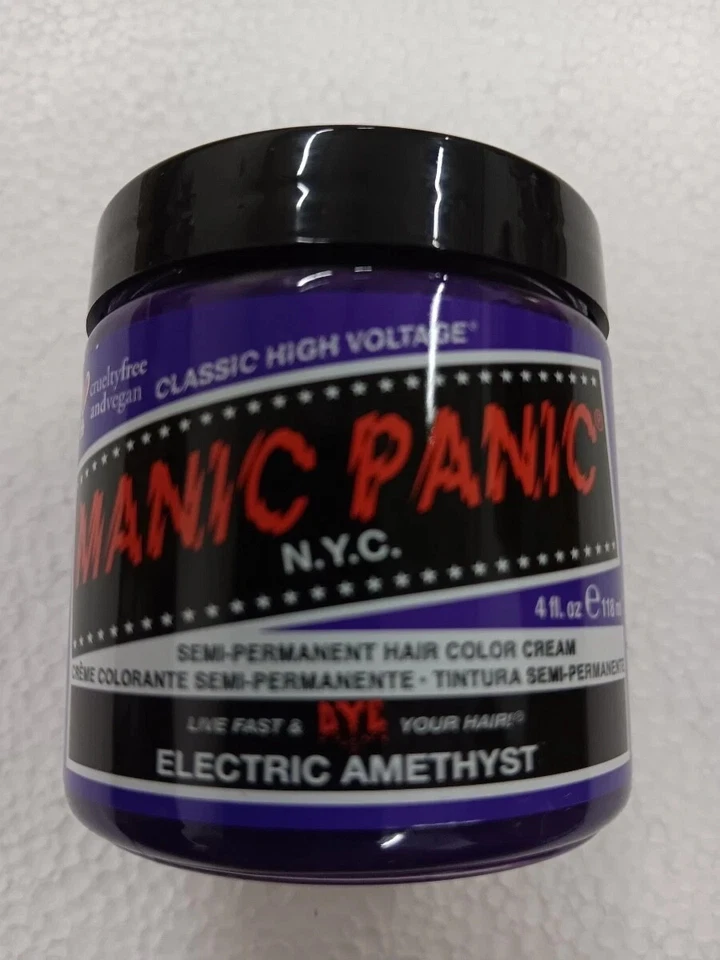 crueltyfree
andvegan
CLASSIC HIGH VOLTAGE®
MANIC PANIC®
N.Y.C.
4 fl. oz ℮ 118 ml
SEMI-PERMANENT HAIR COLOR CREAM
CRÈME COLORANTE SEMI-PERMANENTE · TINTURA SEMI-PERMANENTE
LIVE FAST & DYE YOUR HAIR!®
ELECTRIC AMETHYST